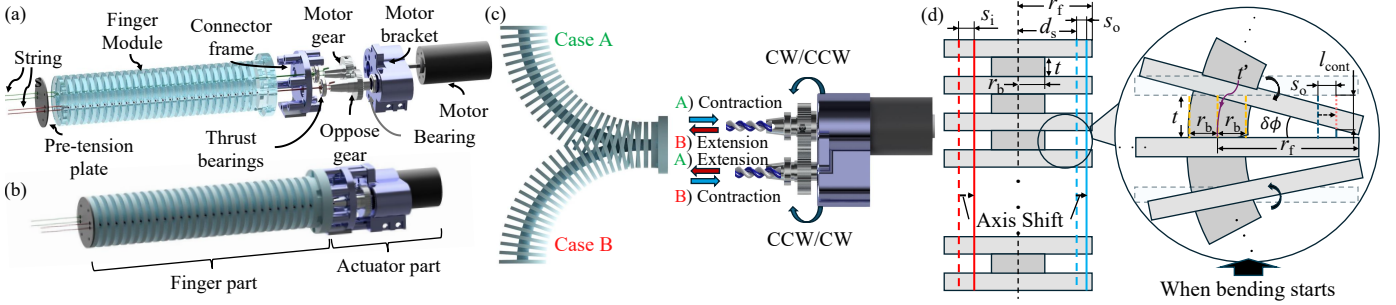 (a)
String
Finger
Module
Connector
frame
Motor
gear
Motor
bracket
Pre-tension
plate
Thrust
bearings
Oppose
gear
Motor
Bearing
(b)
Finger part
Actuator part
(c)
Case A
Case B
CW/CCW
A) Contraction
B) Extension
A) Extension
B) Contraction
CCW/CW
(d)
r_f
s_i
d_s
s_o
t
r_b
Axis Shift
t'
l_cont
s_o
t
r_b
r_b
δϕ
r_f
When bending starts